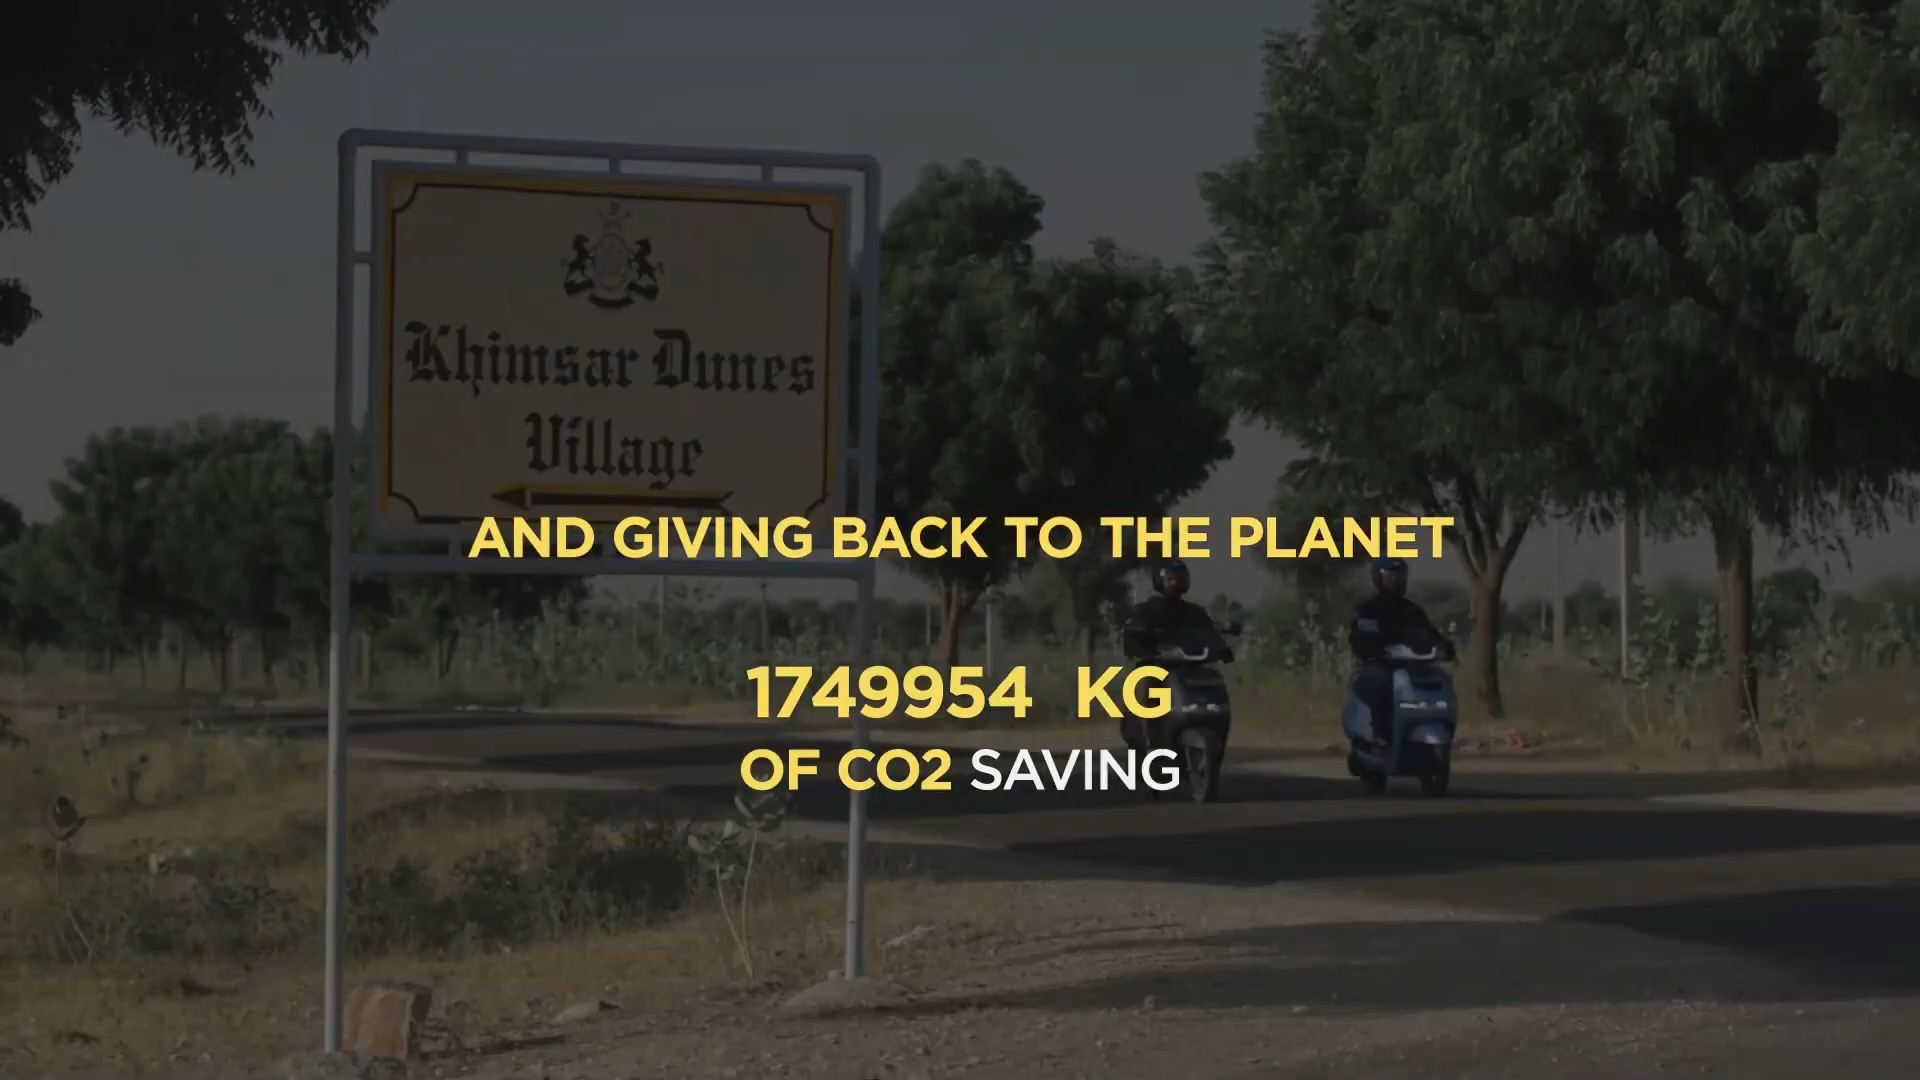 Khimsar Dunes
Village
AND GIVING BACK TO THE PLANET
1749954 KG
OF CO2 SAVING